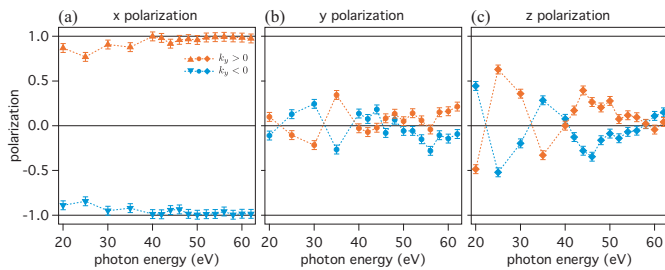 (a) x polarization
(b) y polarization
(c) z polarization
polarization
1.0
0.5
0.0
-0.5
-1.0
k_y > 0
k_y < 0
20 30 40 50 60
20 30 40 50 60
20 30 40 50 60
photon energy (eV)
photon energy (eV)
photon energy (eV)